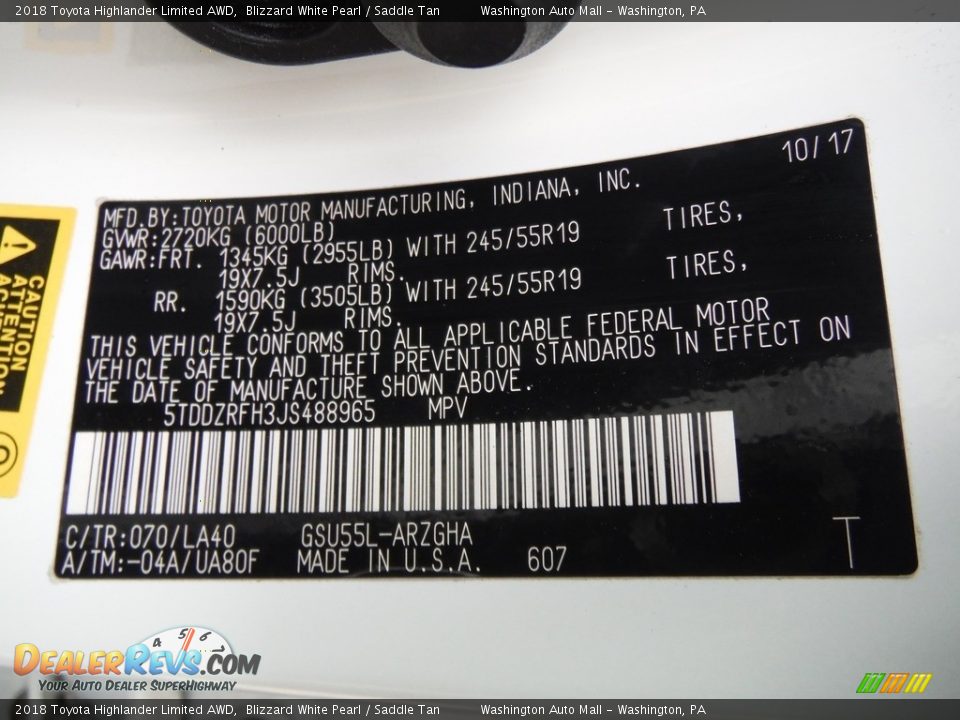 2018 Toyota Highlander Limited AWD, Blizzard White Pearl / Saddle Tan Washington Auto Mall - Washington, PA
10/17
MFD.BY:TOYOTA MOTOR MANUFACTURING, INDIANA, INC.
GVWR:2720KG (6000LB)
GAWR:FRT. 1345KG (2955LB) WITH 245/55R19 TIRES,
19X7.5J RIMS.
RR. 1590KG (3505LB) WITH 245/55R19 TIRES,
19X7.5J RIMS.
THIS VEHICLE CONFORMS TO ALL APPLICABLE FEDERAL MOTOR
VEHICLE SAFETY AND THEFT PREVENTION STANDARDS IN EFFECT ON
THE DATE OF MANUFACTURE SHOWN ABOVE.
5TDDZRFH3JS488965 MPV
C/TR:070/LA40 GSU55L-ARZGHA
A/TM:-04A/UA80F MADE IN U.S.A. 607
T
CAUTION
ATTENTION
4 5 6
DEALERREVS.COM
YOUR AUTO DEALER SUPERHIGHWAY
2018 Toyota Highlander Limited AWD, Blizzard White Pearl / Saddle Tan Washington Auto Mall - Washington, PA